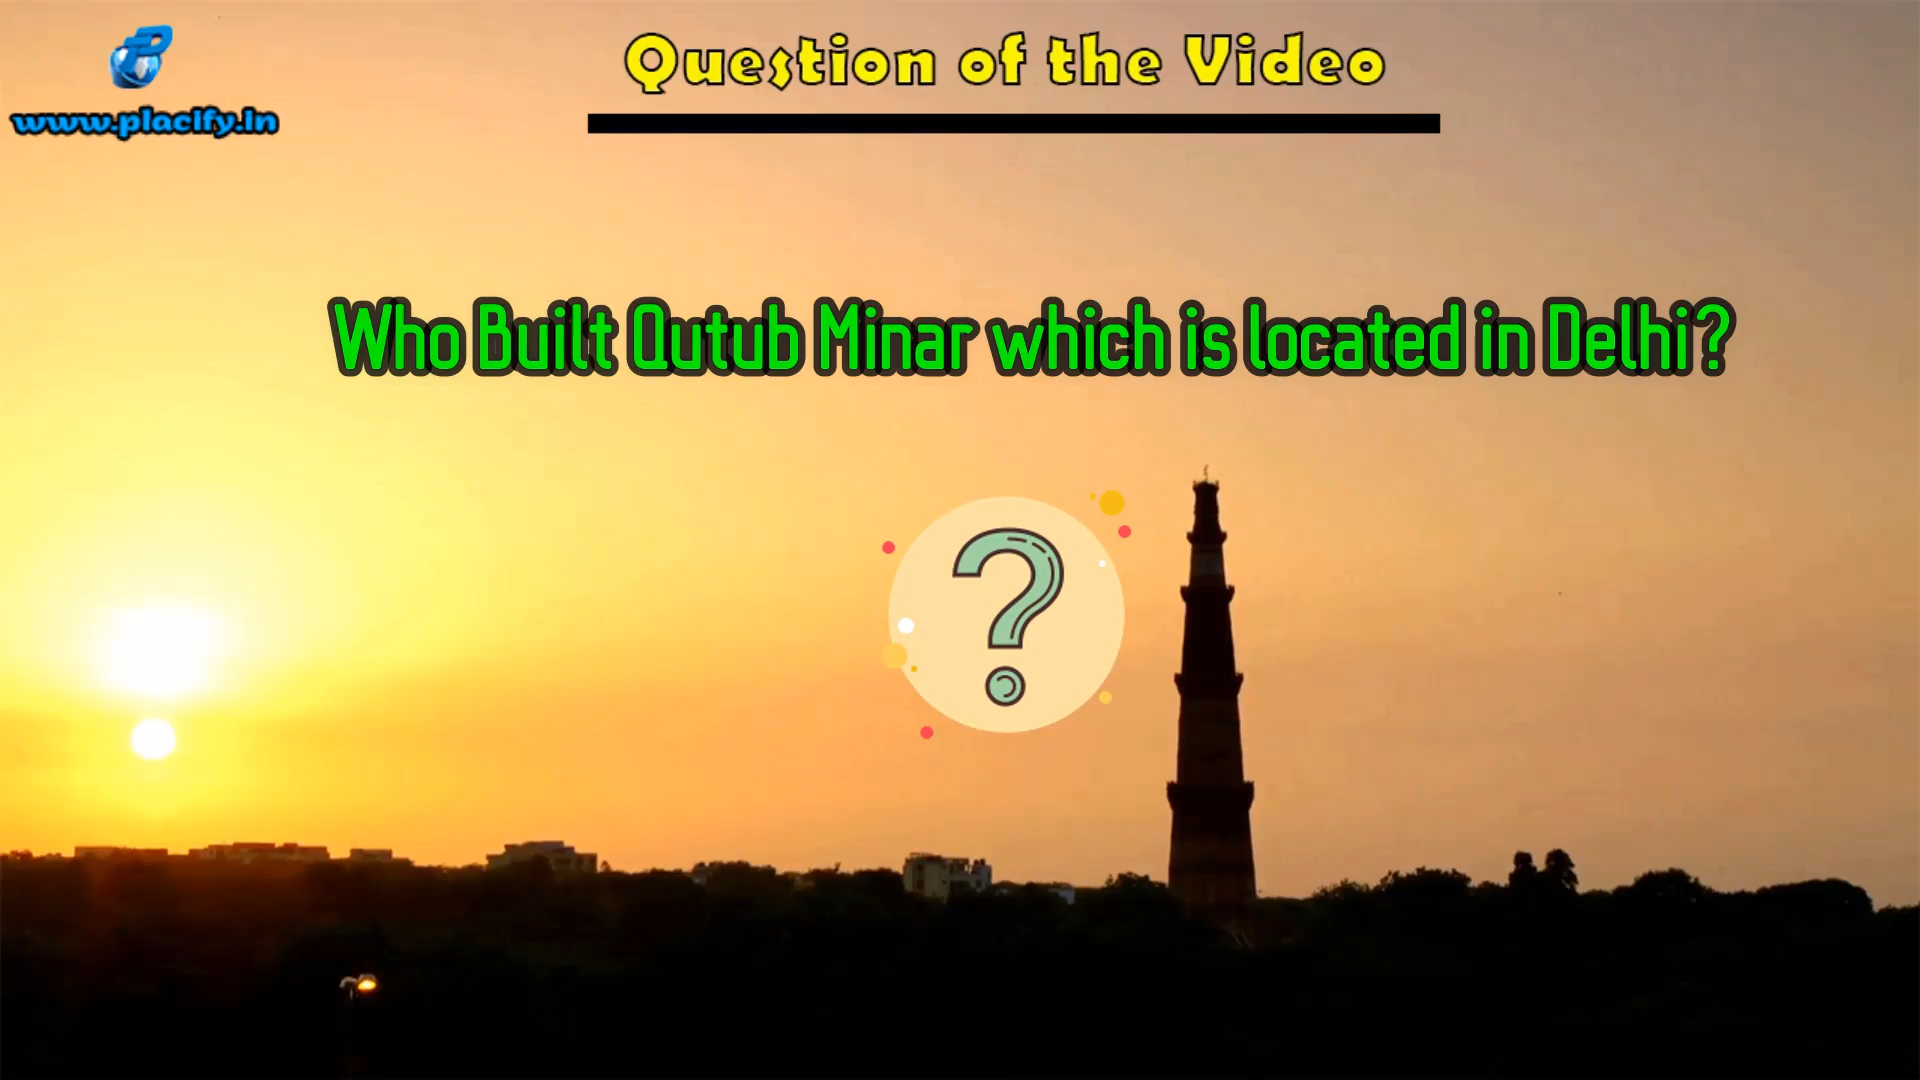 Question of the Video
www.placify.in
Who Built Qutub Minar which is located in Delhi?
?